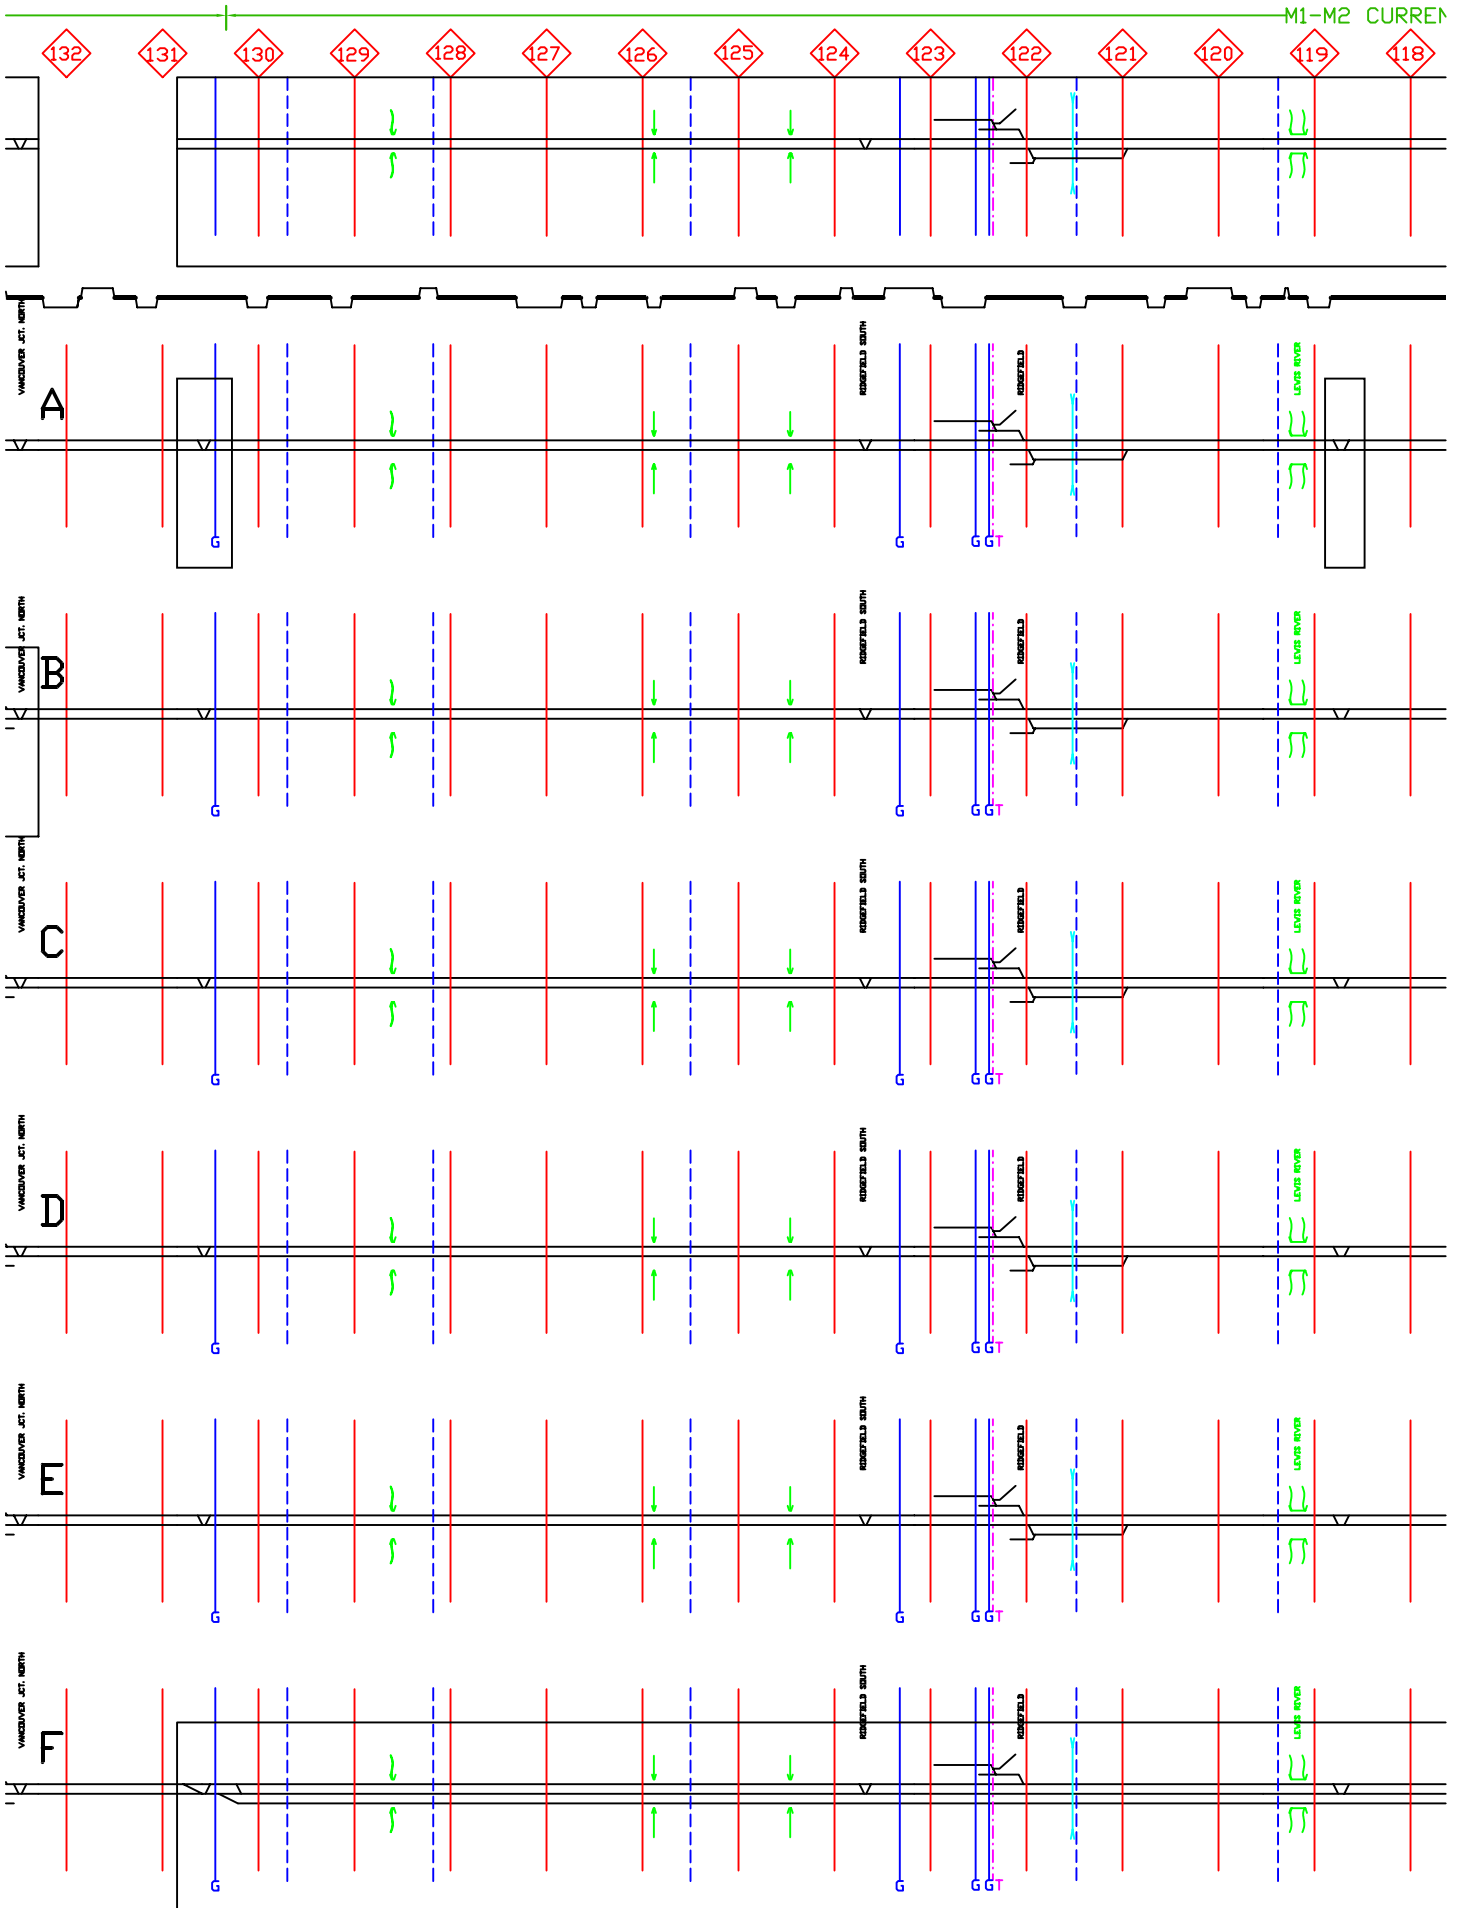 M1-M2 CURREN
132 131 130 129 128 127 126 125 124 123 122 121 120 119 118
VANCOUVER JCT. NORTH
RIDGEFIELD SOUTH
RIDGEFIELD
LEWIS RIVER
A
G G G G T
VANCOUVER JCT. NORTH
RIDGEFIELD SOUTH
RIDGEFIELD
LEWIS RIVER
B
G G G G T
VANCOUVER JCT. NORTH
RIDGEFIELD SOUTH
RIDGEFIELD
LEWIS RIVER
C
G G G G T
VANCOUVER JCT. NORTH
RIDGEFIELD SOUTH
RIDGEFIELD
LEWIS RIVER
D
G G G G T
VANCOUVER JCT. NORTH
RIDGEFIELD SOUTH
RIDGEFIELD
LEWIS RIVER
E
G G G G T
VANCOUVER JCT. NORTH
RIDGEFIELD SOUTH
RIDGEFIELD
LEWIS RIVER
F
G G G G T